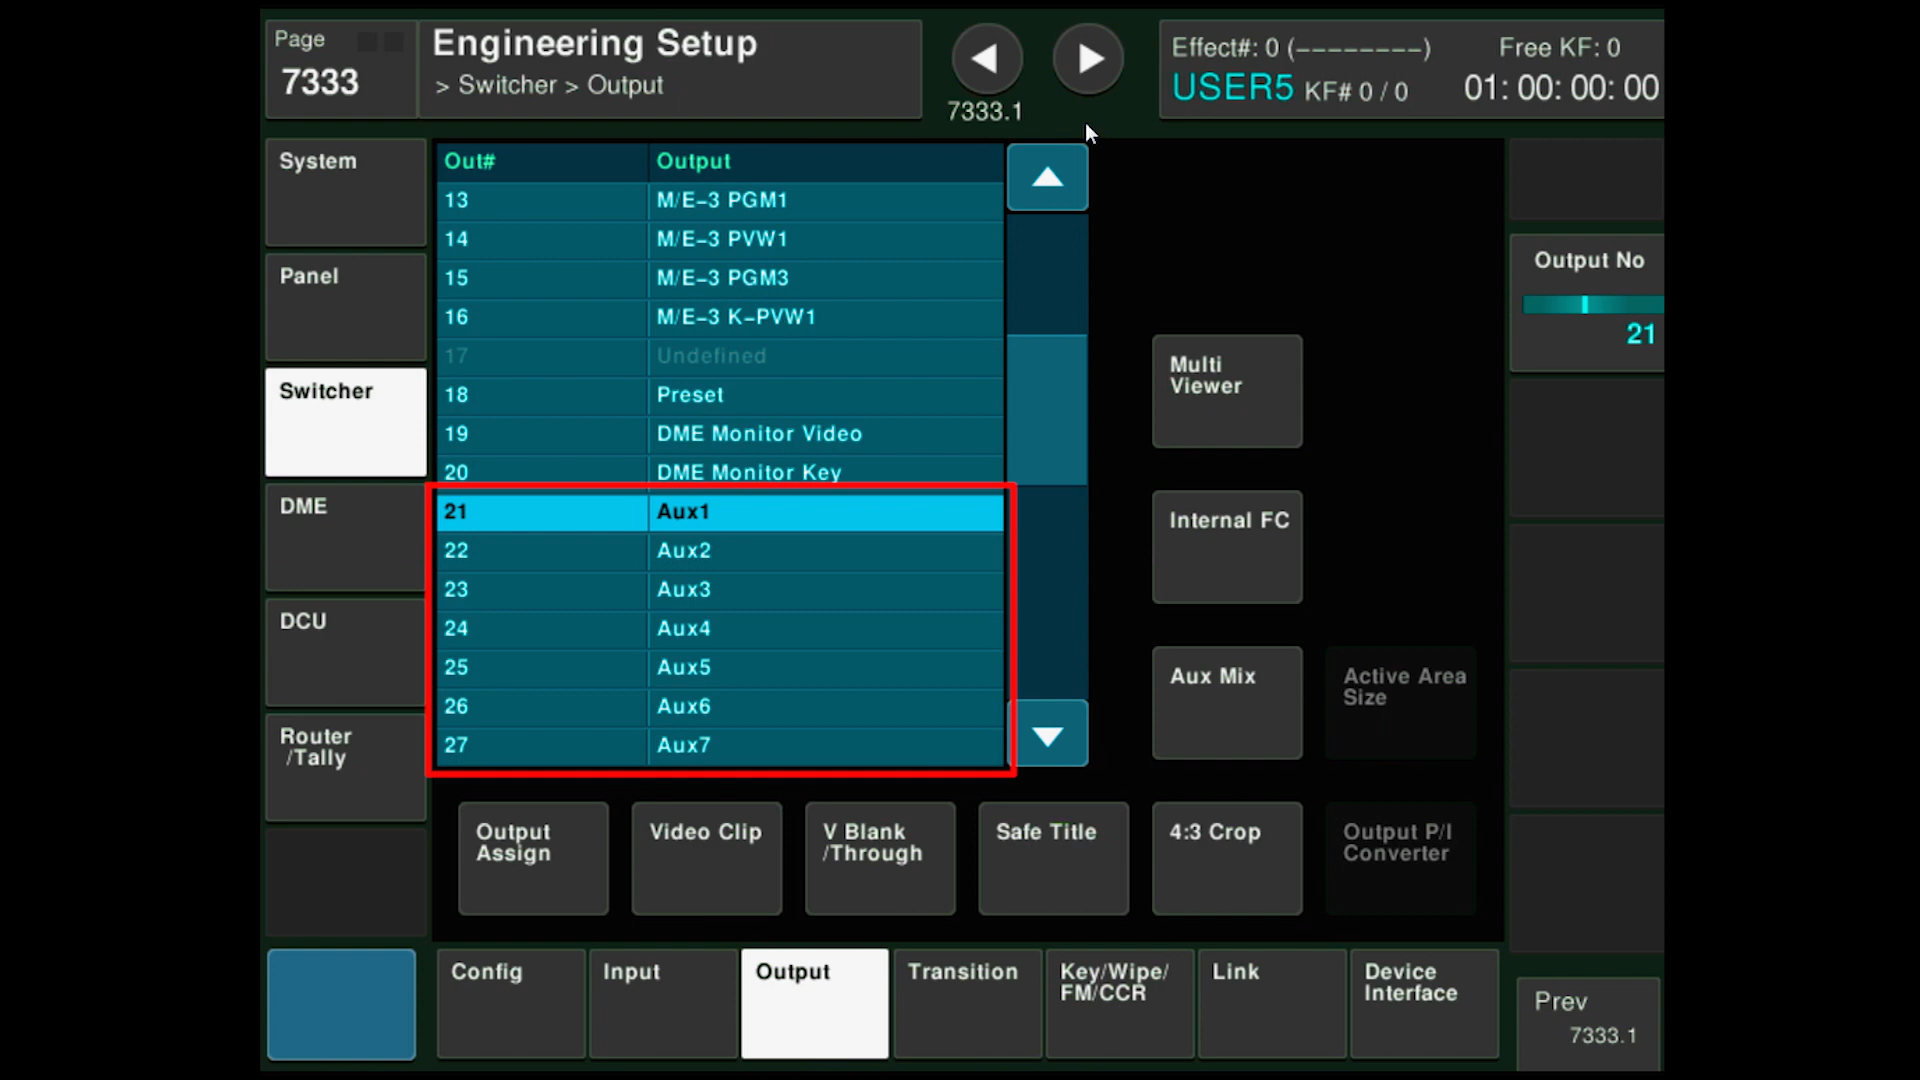 Page
7333
Engineering Setup
> Switcher > Output
7333.1
Effect#: 0 (--------)
Free KF: 0
USER5 KF# 0 / 0
01: 00: 00: 00
System
Panel
Switcher
DME
DCU
Router
/Tally
Out# Output
13 M/E-3 PGM1
14 M/E-3 PVW1
15 M/E-3 PGM3
16 M/E-3 K-PVW1
17 Undefined
18 Preset
19 DME Monitor Video
20 DME Monitor Key
21 Aux1
22 Aux2
23 Aux3
24 Aux4
25 Aux5
26 Aux6
27 Aux7
Output No
21
Multi
Viewer
Internal FC
Aux Mix
Active Area
Size
Output
Assign
Video Clip
V Blank
/Through
Safe Title
4:3 Crop
Output P/I
Converter
Config
Input
Output
Transition
Key/Wipe/
FM/CCR
Link
Device
Interface
Prev
7333.1